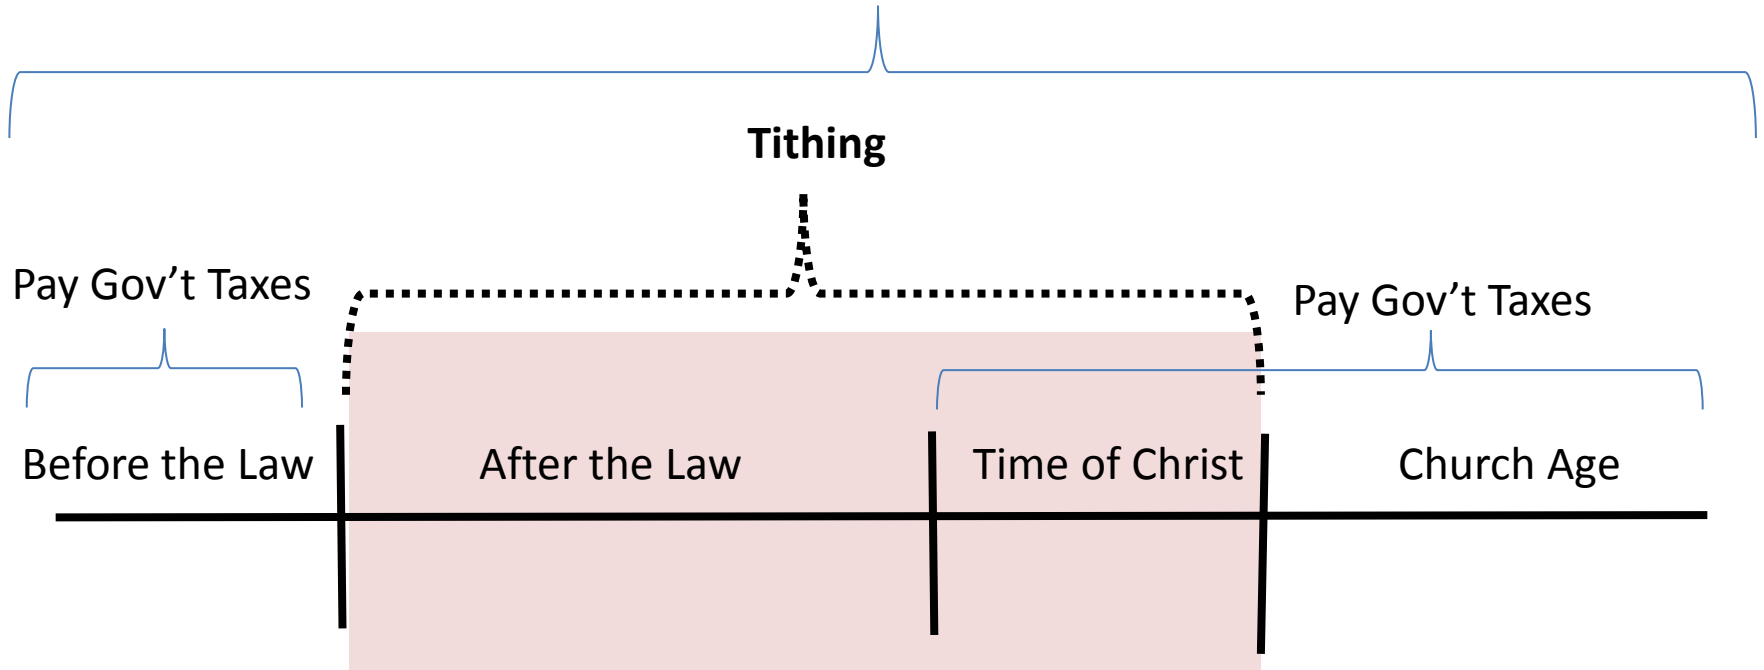 Tithing
Pay Gov’t Taxes
Pay Gov’t Taxes
Before the Law
After the Law
Time of Christ
Church Age